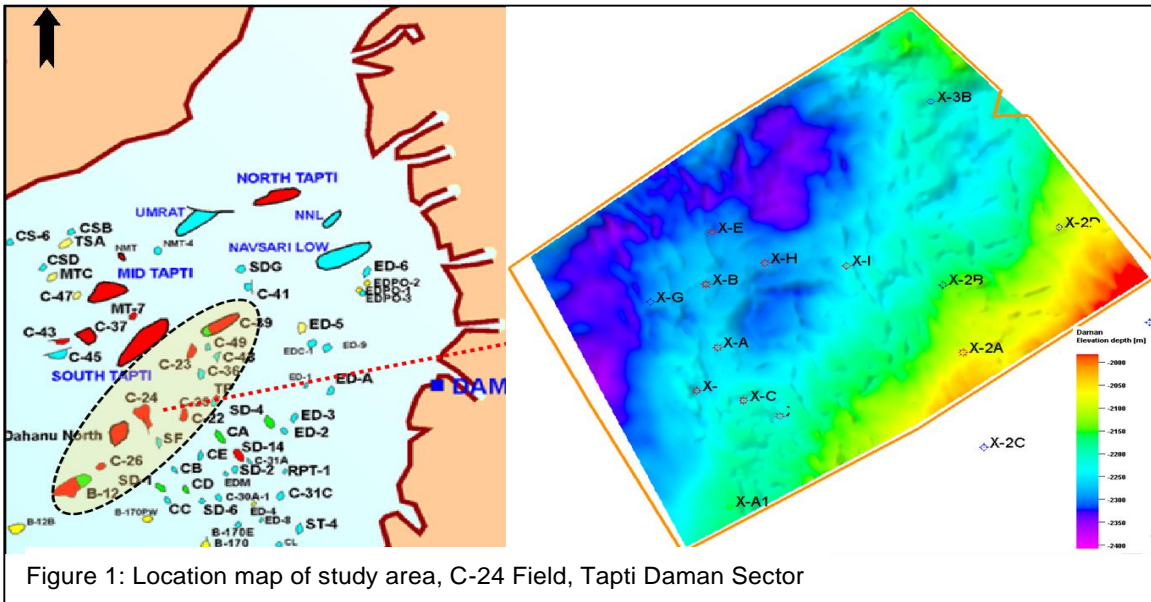 NORTH TAPTI
UMRAT
NNL
CSB
CS-6
TSA
NMT
NMT-4
NAVSARI LOW
CSD
MTC
SDG
ED-6
MID TAPTI
EDPO-2
EDPO-1
EDPO-3
C-47
C-41
MT-7
C-43
C-37
C-39
ED-5
C-49
C-45
C-23
EDC-1
ED-9
SOUTH TAPTI
C-36
ED-1
DAM
ED-A
C-24
SD-4
C-22
ED-3
Dahanu North
SF
CA
ED-2
CE
SD-14
C-31A
C-26
CB
SD-2
RPT-1
SD-1
CD
EDM
B-12
C-30A-1
C-31C
CC
SD-6
ED-4
B-12B
B-170PW
ED-8
ST-4
B-170E
B-170
CL
X-3B
X-E
X-2D
X-H
X-I
X-B
X-2B
X-G
X-A
X-2A
X-
X-C
X-2C
X-A1
Daman
Elevation depth [m]
-2000
-2050
-2100
-2150
-2200
-2250
-2300
-2350
-2400
Figure 1: Location map of study area, C-24 Field, Tapti Daman Sector